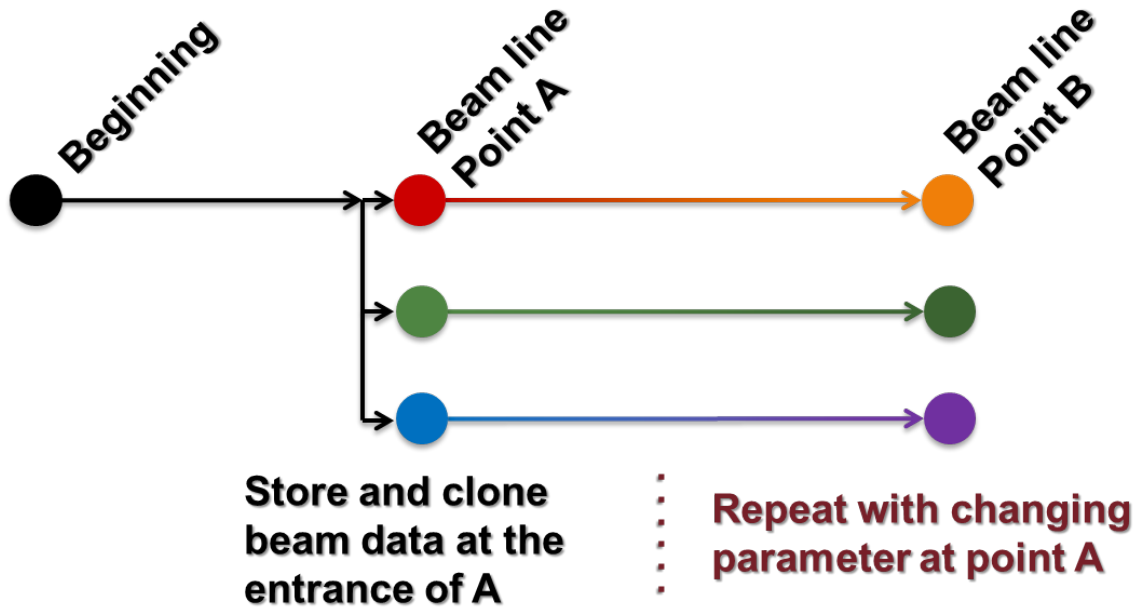 Beginning
Beam line
Point A
Beam line
Point B
Store and clone
beam data at the
entrance of A
Repeat with changing
parameter at point A